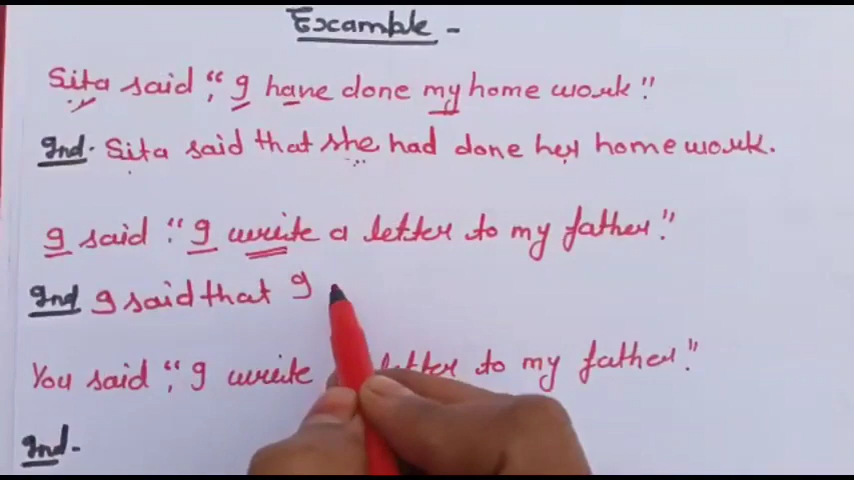 Excamble -
Sita said, "I have done my home work"
Ind. Sita said that she had done her home work.
I said "I write a letter to my father."
Ind I said that I
You said, "I write letter to my father."
Ind.